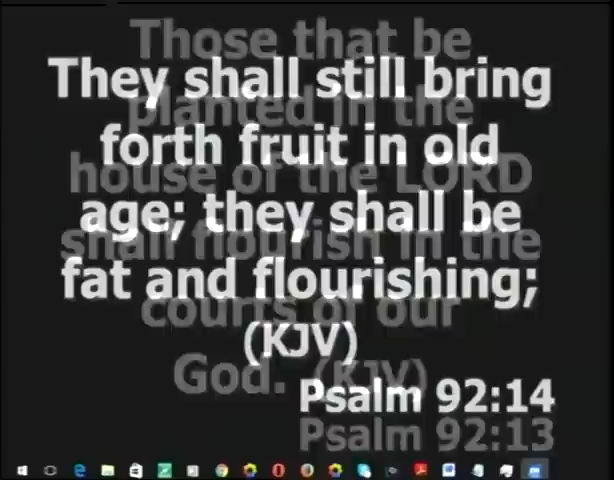 They shall still bring
forth fruit in old
age; they shall be
fat and flourishing;
(KJV)
Psalm 92:14
Those that be
planted in the
house of the LORD
shall flourish in the
courts of our
God. (KJV)
Psalm 92:13